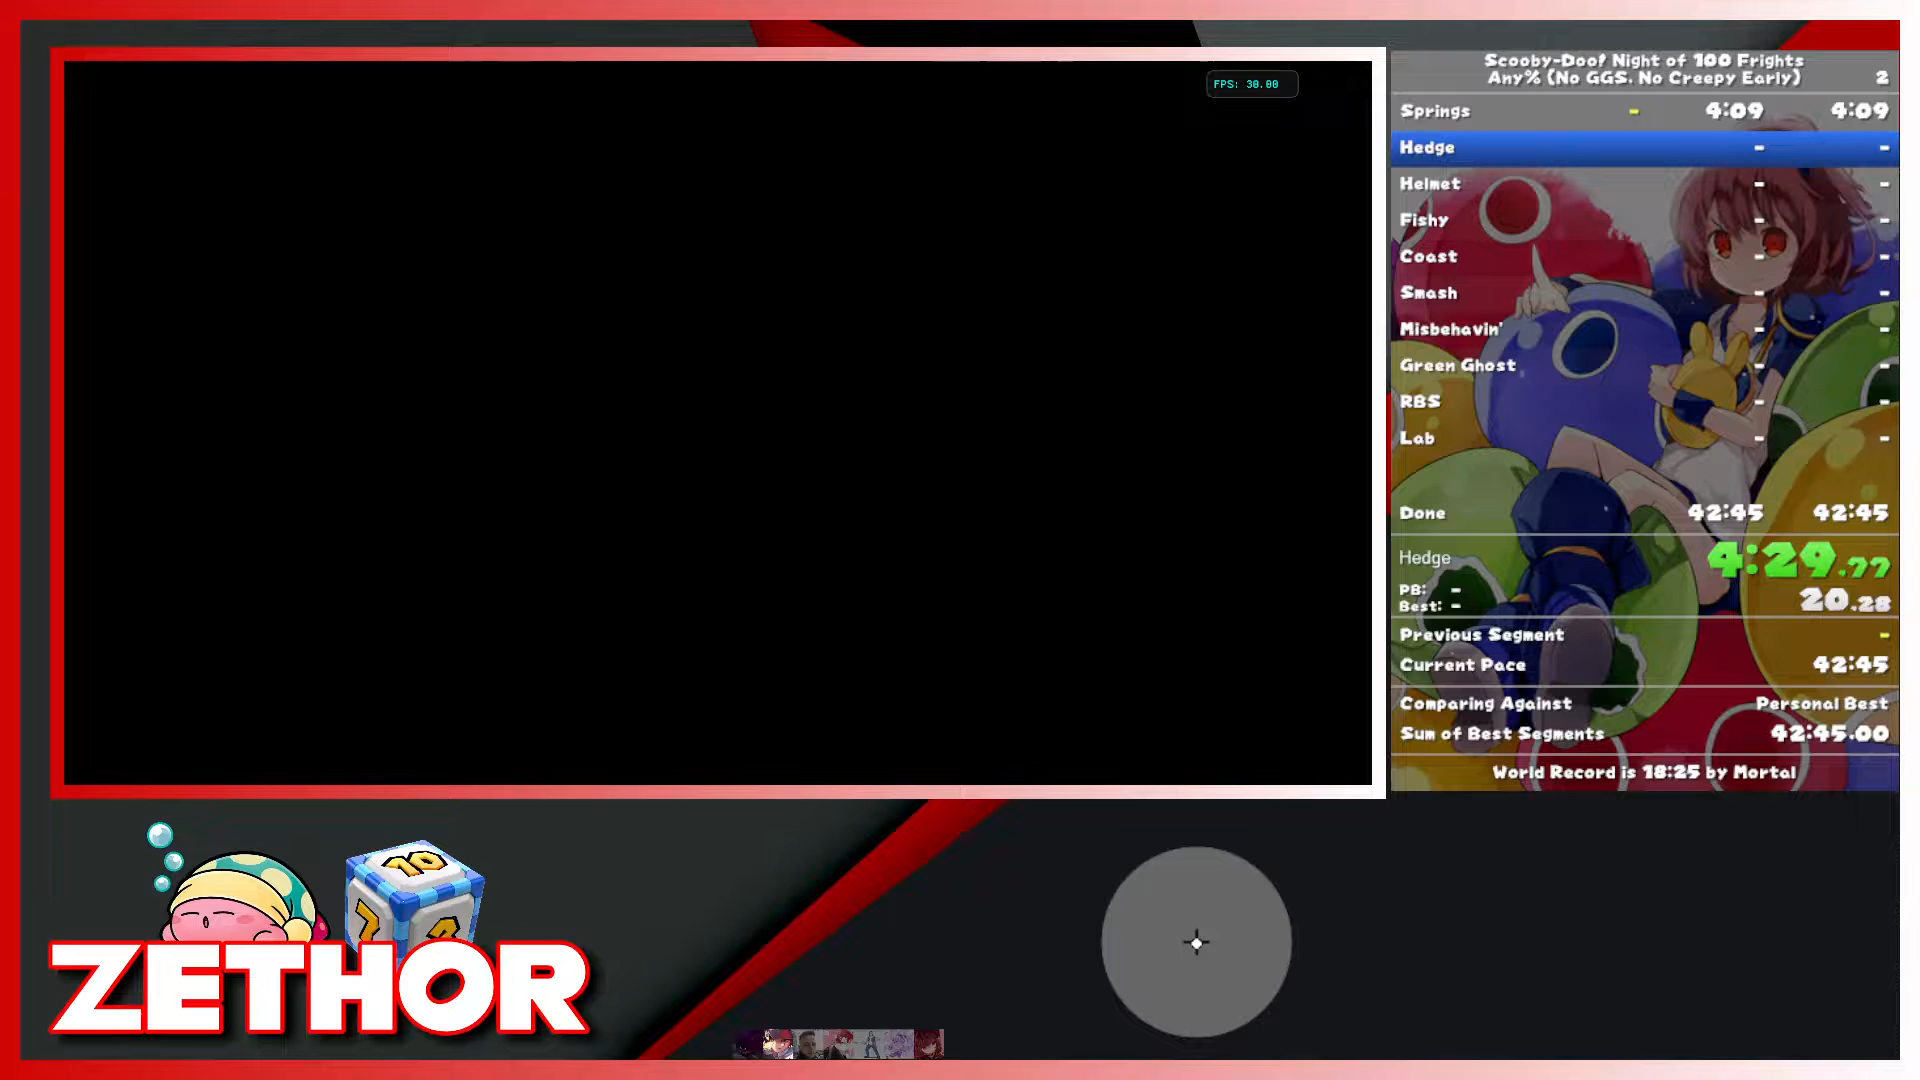 FPS: 30.00
Scooby-Doo! Night of 100 Frights
Any% (No GGS, No Creepy Early) 2
Springs - 4:09 4:09
Hedge - -
Helmet - -
Fishy - -
Coast - -
Smash - -
Misbehavin' - -
Green Ghost - -
RBS - -
Lab - -
Done 42:45 42:45
Hedge 4:29.77
PB: -
Best: - 20.28
Previous Segment -
Current Pace 42:45
Comparing Against Personal Best
Sum of Best Segments 42:45.00
World Record is 18:25 by Mortal
10
7
ZETHOR